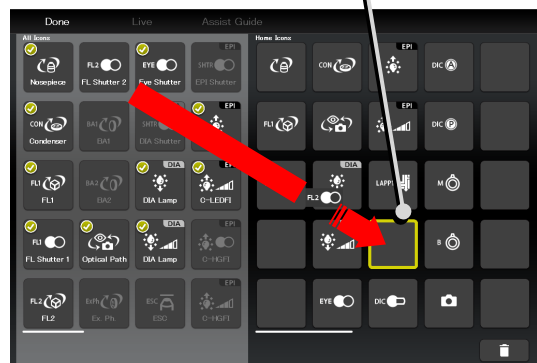 Done Live Assist Guide
All Icons
Home Icons
Nosepiece
FL2
FL Shutter 2
EYE
Eye Shutter
EPI
SHTR
EPI Shutter
CON
EPI
DIC A
CON
Condenser
BA1
BA1
SHTR
DIA Shutter
EPI
FL1
EPI
DIC P
FL1
FL1
BA2
BA2
DIA
DIA Lamp
EPI
C-LEDFI
DIA
LAPP
M
FL2
FL1
FL Shutter 1
Optical Path
DIA
DIA Lamp
EPI
C-HGFI
B
FL2
FL2
ExPh
Ex. Ph.
ESC
ESC
EPI
C-HGFI
EYE
DIC